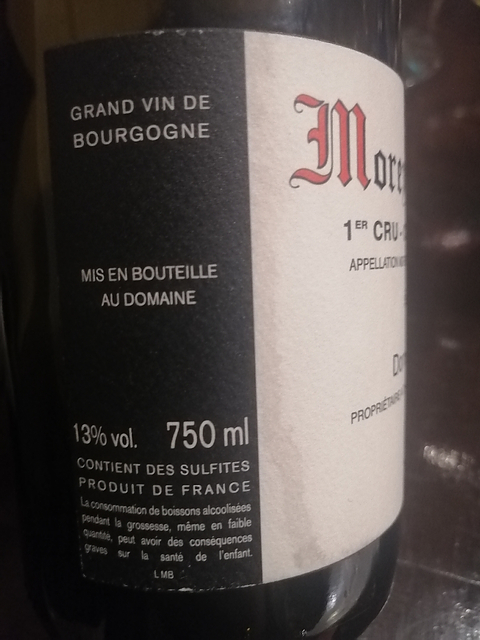 GRAND VIN DE
BOURGOGNE
MIS EN BOUTEILLE
AU DOMAINE
13% vol. 750 ml
CONTIENT DES SULFITES
PRODUIT DE FRANCE
La consommation de boissons alcoolisées
pendant la grossesse, même en faible
quantité, peut avoir des conséquences
graves sur la santé de l'enfant.
L MB
Morey
1ER CRU -
APPELLATION
PROPRIÉTAIRE